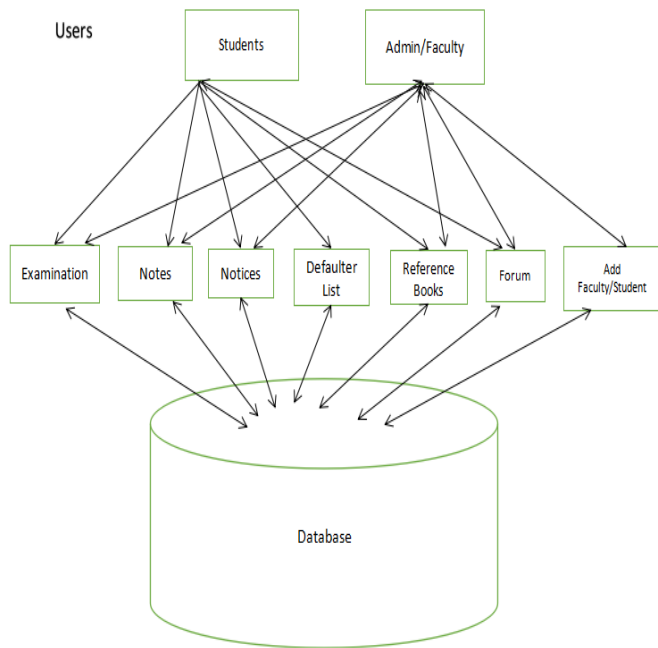 Users
Students
Admin/Faculty
Examination
Notes
Notices
Defaulter
List
Reference
Books
Forum
Add
Faculty/Student
Database